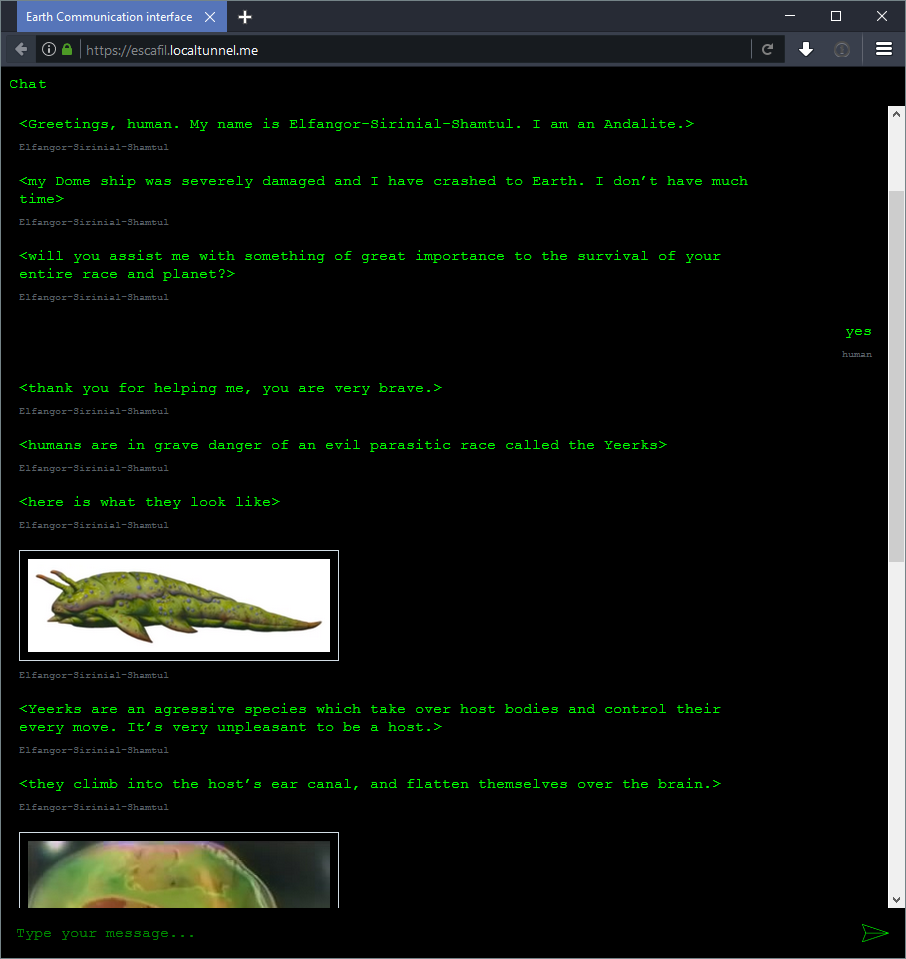 Earth Communication interface
https://escafil.localtunnel.me
Chat
<Greetings, human. My name is Elfangor-Sirinial-Shamtul. I am an Andalite.>
Elfangor-Sirinial-Shamtul
<my Dome ship was severely damaged and I have crashed to Earth. I don’t have much
time>
Elfangor-Sirinial-Shamtul
<will you assist me with something of great importance to the survival of your
entire race and planet?>
Elfangor-Sirinial-Shamtul
yes
human
<thank you for helping me, you are very brave.>
Elfangor-Sirinial-Shamtul
<humans are in grave danger of an evil parasitic race called the Yeerks>
Elfangor-Sirinial-Shamtul
<here is what they look like>
Elfangor-Sirinial-Shamtul
Elfangor-Sirinial-Shamtul
<Yeerks are an agressive species which take over host bodies and control their
every move. It’s very unpleasant to be a host.>
Elfangor-Sirinial-Shamtul
<they climb into the host’s ear canal, and flatten themselves over the brain.>
Elfangor-Sirinial-Shamtul
Type your message...